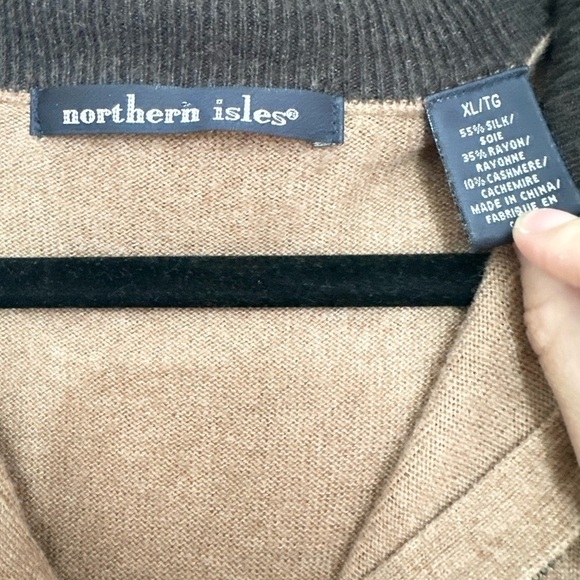 northern isles®
XL/TG
55% SILK/
SOIE
35% RAYON/
RAYONNE
10% CASHMERE/
CACHEMIRE
MADE IN CHINA/
FABRIQUE EN